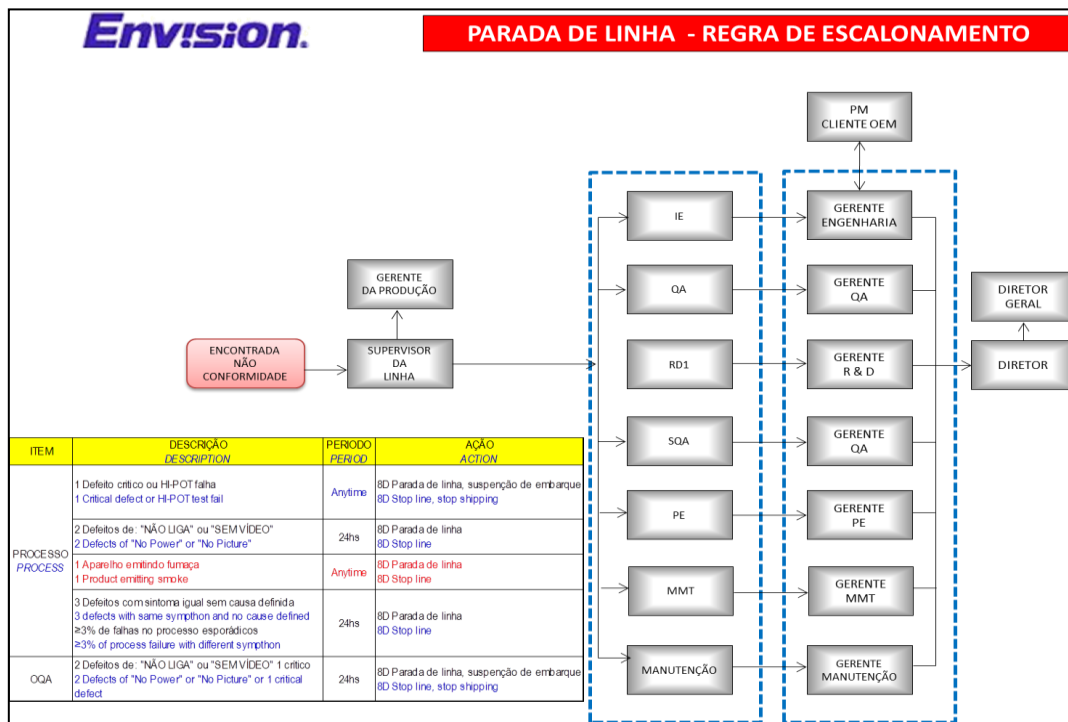 Envision.
PARADA DE LINHA - REGRA DE ESCALONAMENTO
PM
CLIENTE OEM
IE
GERENTE
ENGENHARIA
GERENTE
DA PRODUÇÃO
QA
GERENTE
QA
DIRETOR
GERAL
ENCONTRADA
NÃO
CONFORMIDADE
SUPERVISOR
DA
LINHA
RD1
GERENTE
R & D
DIRETOR
SQA
GERENTE
QA
PE
GERENTE
PE
MMT
GERENTE
MMT
MANUTENÇÃO
GERENTE
MANUTENÇÃO
ITEM
DESCRIÇÃO
DESCRIPTION
PERIODO
PERIOD
AÇÃO
ACTION
PROCESSO
PROCESS
1 Defeito critico ou HI-POT falha
1 Critical defect or HI-POT test fail
Anytime
8D Parada de linha, suspenção de embarque
8D Stop line, stop shipping
2 Defeitos de: "NÃO LIGA" ou "SEM VÍDEO"
2 Defects of "No Power" or "No Picture"
24hs
8D Parada de linha
8D Stop line
1 Aparelho emitindo fumaça
1 Product emitting smoke
Anytime
8D Parada de linha
8D Stop line
3 Defeitos com sintoma igual sem causa definida
3 defects with same sympthon and no cause defined
≥3% de falhas no processo esporádicos
≥3% of process failure with different sympthon
24hs
8D Parada de linha
8D Stop line
OQA
2 Defeitos de: "NÃO LIGA" ou "SEM VÍDEO" 1 crítico
2 Defects of "No Power" or "No Picture" or 1 critical
defect
24hs
8D Parada de linha, suspenção de embarque
8D Stop line, stop shipping